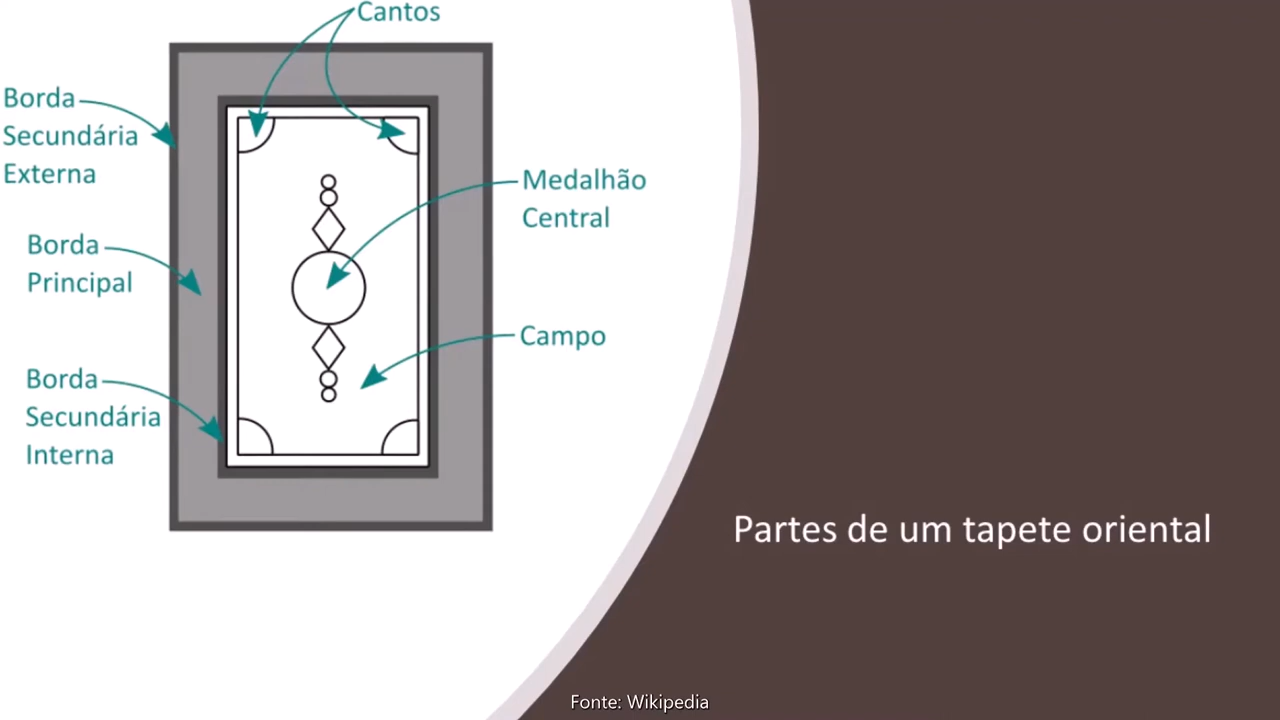 Cantos
Borda
Secundária
Externa
Medalhão
Central
Borda
Principal
Campo
Borda
Secundária
Interna
Partes de um tapete oriental
Fonte: Wikipedia